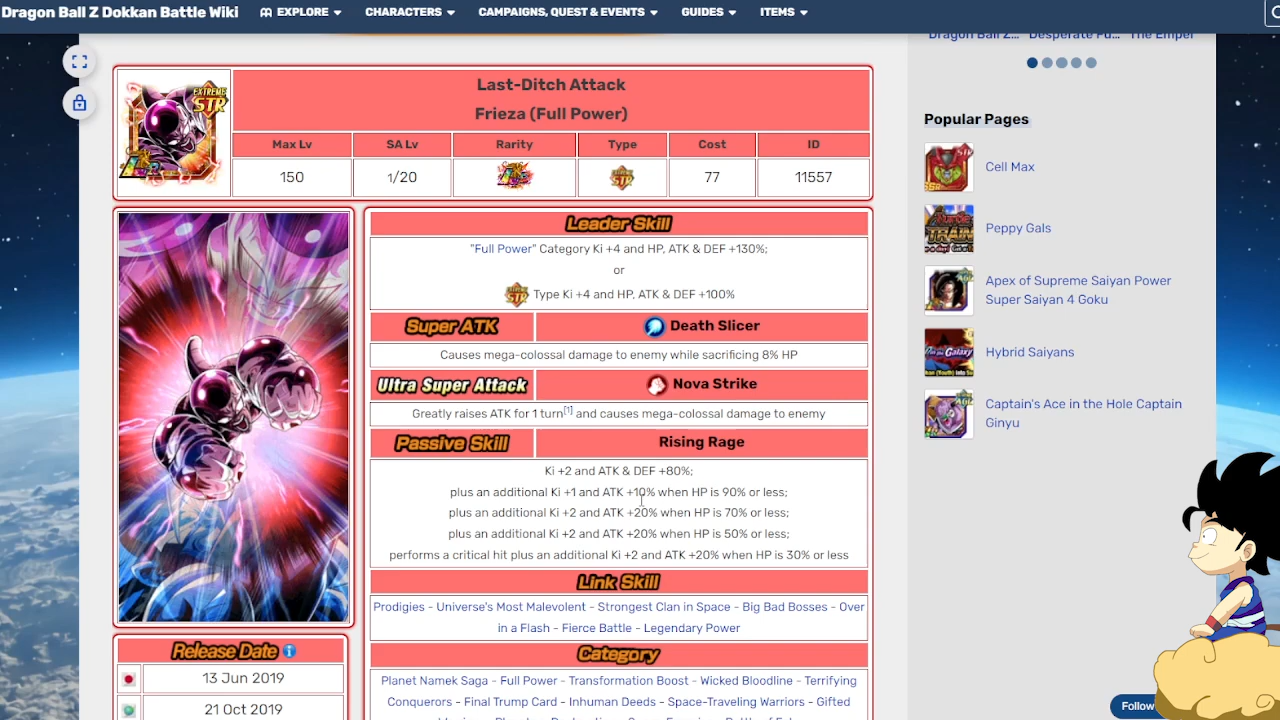 Dragon Ball Z Dokkan Battle Wiki
EXPLORE
CHARACTERS
CAMPAIGNS, QUEST & EVENTS
GUIDES
ITEMS
Dragon Ball Z... Desperate Fu... The Emper
EXTREME
STR
Last-Ditch Attack
Frieza (Full Power)
Max Lv
SA Lv
Rarity
Type
Cost
ID
150
1/20
LR
EXTREME
STR
77
11557
Leader Skill
"Full Power" Category Ki +4 and HP, ATK & DEF +130%;
or
STR Type Ki +4 and HP, ATK & DEF +100%
Super ATK
Death Slicer
Causes mega-colossal damage to enemy while sacrificing 8% HP
Ultra Super Attack
Nova Strike
Greatly raises ATK for 1 turn[1] and causes mega-colossal damage to enemy
Passive Skill
Rising Rage
Ki +2 and ATK & DEF +80%;
plus an additional Ki +1 and ATK +10% when HP is 90% or less;
plus an additional Ki +2 and ATK +20% when HP is 70% or less;
plus an additional Ki +2 and ATK +20% when HP is 50% or less;
performs a critical hit plus an additional Ki +2 and ATK +20% when HP is 30% or less
Link Skill
Prodigies - Universe's Most Malevolent - Strongest Clan in Space - Big Bad Bosses - Over
in a Flash - Fierce Battle - Legendary Power
Category
Planet Namek Saga - Full Power - Transformation Boost - Wicked Bloodline - Terrifying
Conquerors - Final Trump Card - Inhuman Deeds - Space-Traveling Warriors - Gifted
Release Date
13 Jun 2019
21 Oct 2019
Popular Pages
Cell Max
Peppy Gals
Apex of Supreme Saiyan Power
Super Saiyan 4 Goku
Hybrid Saiyans
Captain's Ace in the Hole Captain
Ginyu
Follow